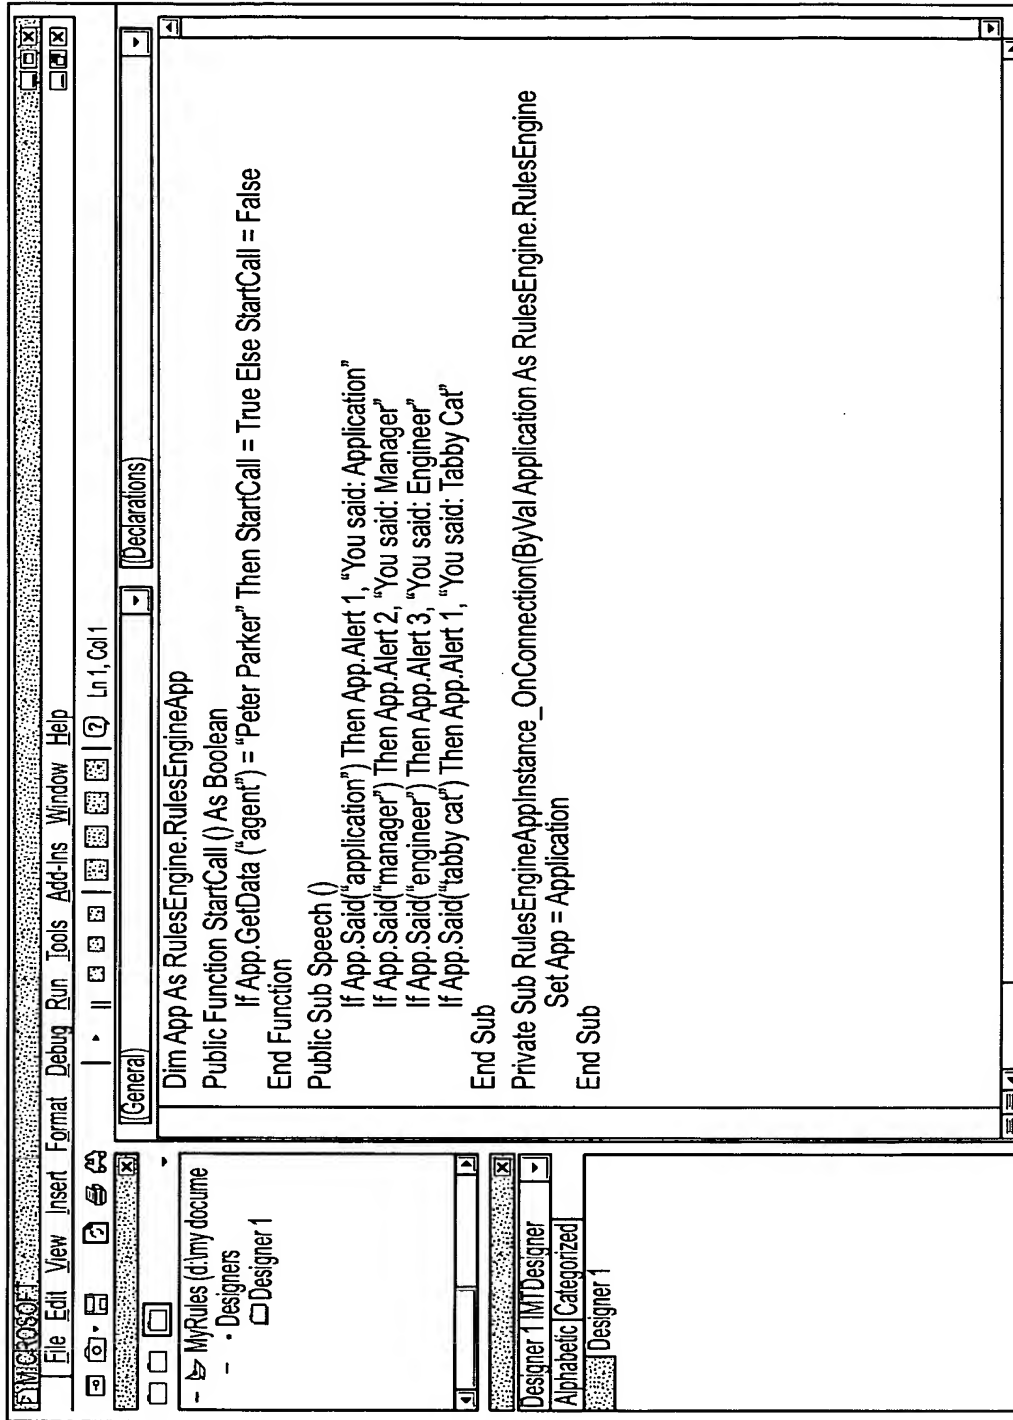 MICROSOFT
File Edit View Insert Format Debug Run Tools Add-Ins Window Help
Ln 1, Col 1
MyRules (d:\my docume
Designers
Designer 1
Designer 1 IMTDesigner
Alphabetic Categorized
Designer 1
(General) (Declarations)
Dim App As RulesEngine.RulesEngineApp
Public Function StartCall () As Boolean
If App.GetData (“agent”) = “Peter Parker” Then StartCall = True Else StartCall = False
End Function
Public Sub Speech ()
If App.Said(“application”) Then App.Alert 1, “You said: Application”
If App.Said(“manager”) Then App.Alert 2, “You said: Manager”
If App.Said(“engineer”) Then App.Alert 3, “You said: Engineer”
If App.Said(“tabby cat”) Then App.Alert 1, “You said: Tabby Cat”
End Sub
Private Sub RulesEngineAppInstance_OnConnection(ByVal Application As RulesEngine.RulesEngine
Set App = Application
End Sub